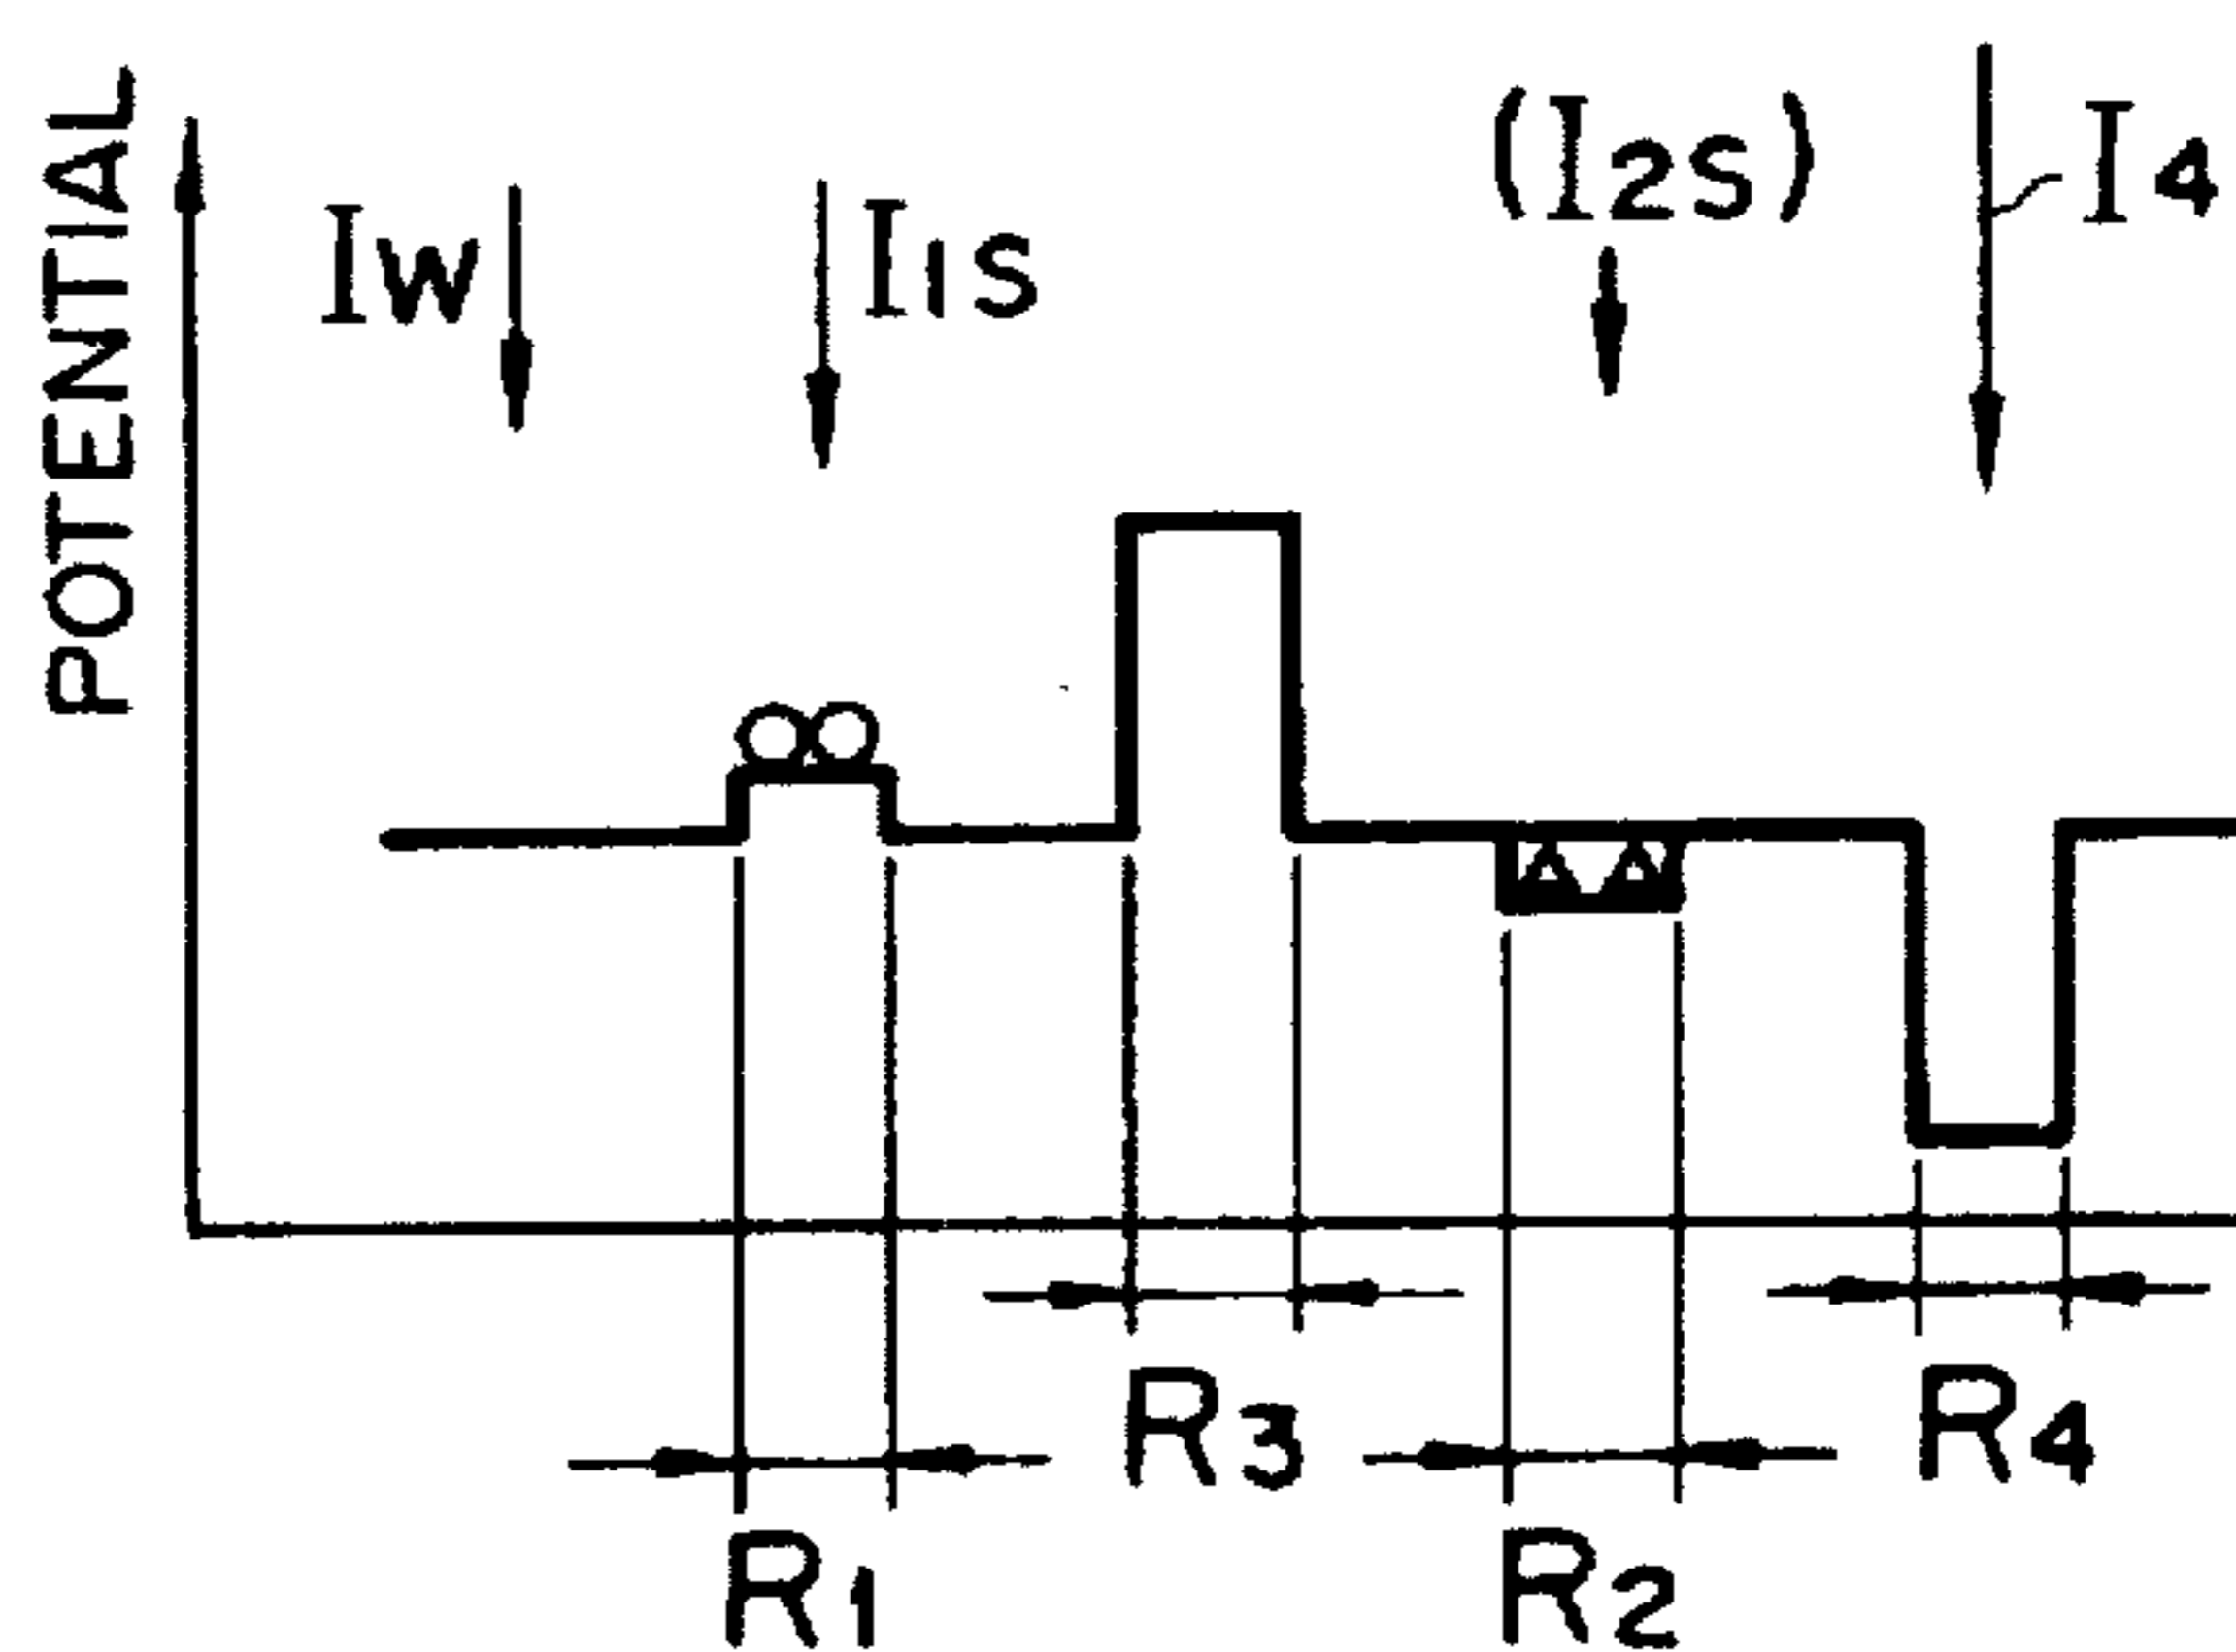 POTENTIAL
Iw
I1S
(I2S)
I4
R3
R4
R1
R2